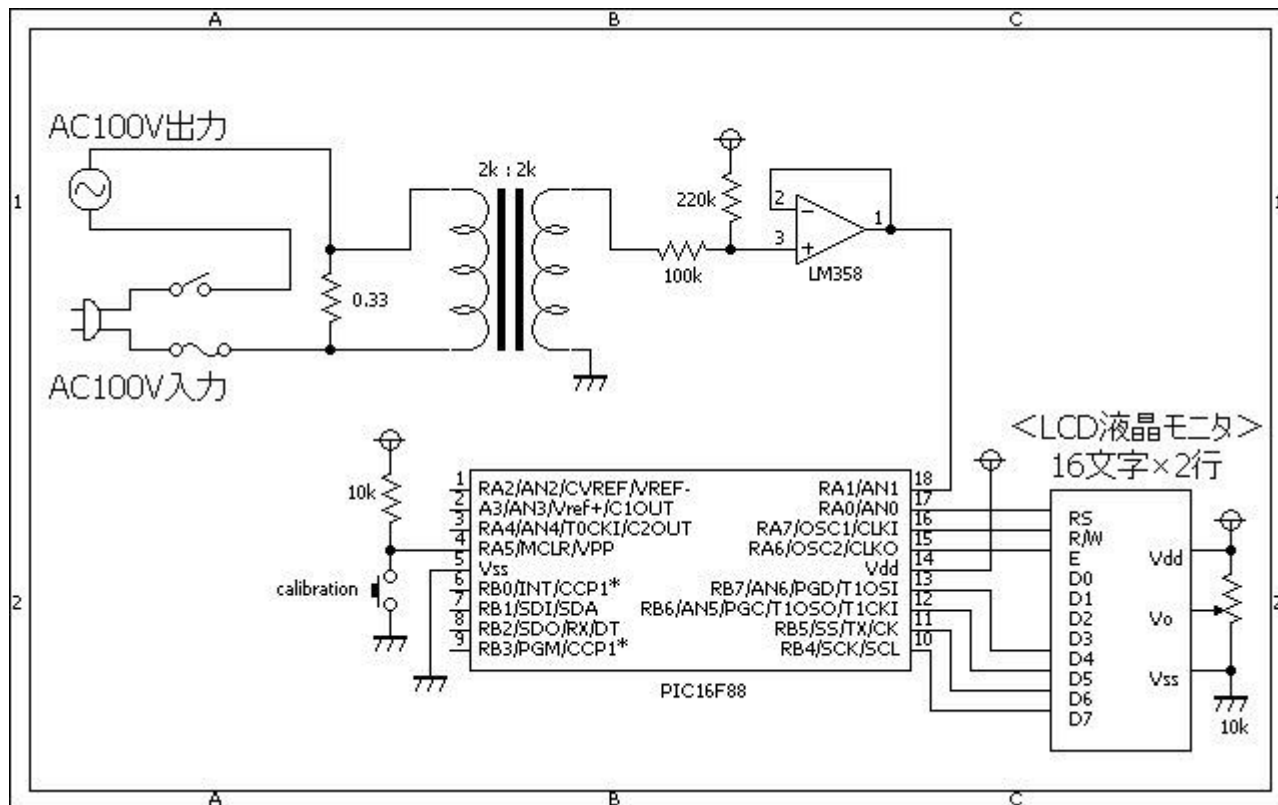 A
B
C
1
1
AC100V出力
2k : 2k
0.33
220k
100k
2
3
1
LM358
AC100V入力
10k
calibration
1
2
3
4
5
6
7
8
9
RA2/AN2/CVREF/VREF-
A3/AN3/Vref+/C1OUT
RA4/AN4/T0CKI/C2OUT
RA5/MCLR/VPP
Vss
RB0/INT/CCP1*
RB1/SDI/SDA
RB2/SDO/RX/DT
RB3/PGM/CCP1*
18
17
16
15
14
13
12
11
10
RA1/AN1
RA0/AN0
RA7/OSC1/CLKI
RA6/OSC2/CLKO
Vdd
RB7/AN6/PGD/T1OSI
RB6/AN5/PGC/T1OSO/T1CKI
RB5/SS/TX/CK
RB4/SCK/SCL
PIC16F88
<LCD液晶モニタ>
16文字×2行
RS
R/W
E
D0
D1
D2
D3
D4
D5
D6
D7
Vdd
Vo
Vss
10k
2
2
A
B
C